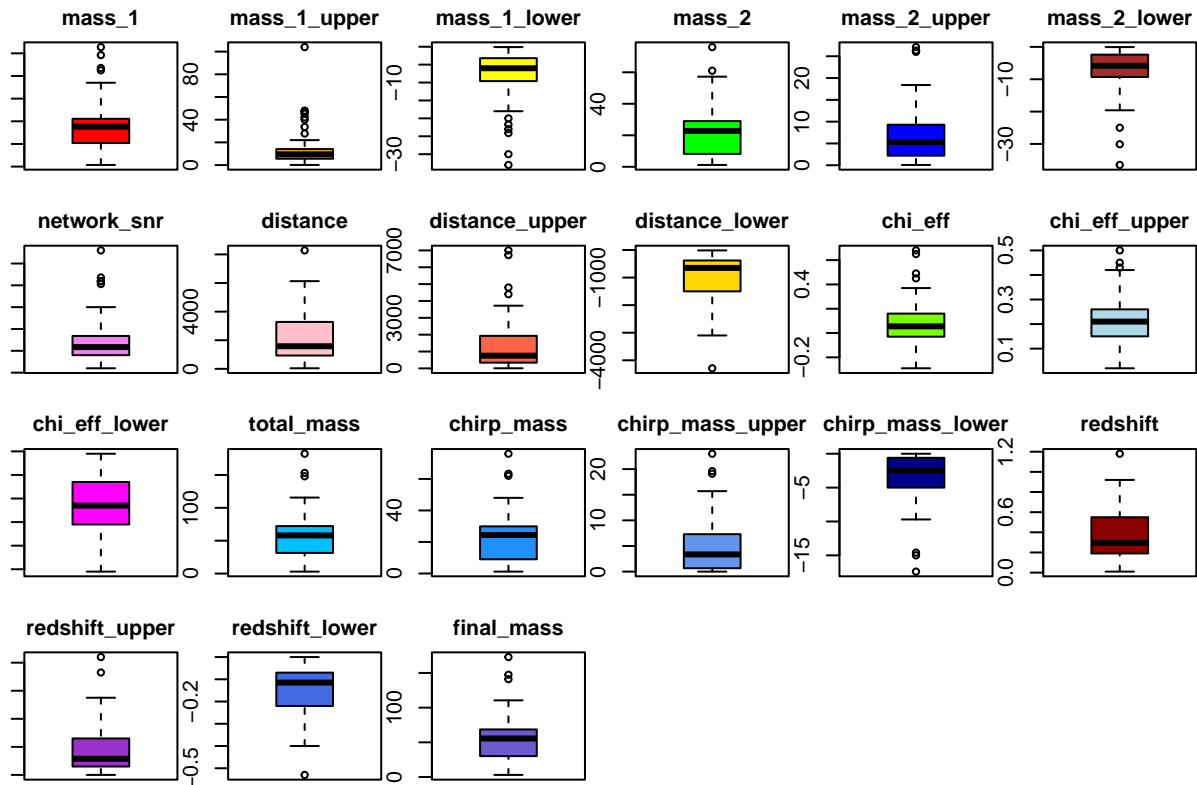 mass_1
mass_1_upper
0 40 80
mass_1_lower
−30 −10
mass_2
0 40
mass_2_upper
0 10 20
mass_2_lower
−30 −10
network_snr
distance
0 4000
distance_upper
0 3000 7000
distance_lower
−4000 −1000
chi_eff
−0.2 0.4
chi_eff_upper
0.1 0.3 0.5
chi_eff_lower
total_mass
0 100
chirp_mass
0 40
chirp_mass_upper
0 10 20
chirp_mass_lower
−15 −5
redshift
0.0 0.6 1.2
redshift_upper
redshift_lower
−0.5 −0.2
final_mass
0 100